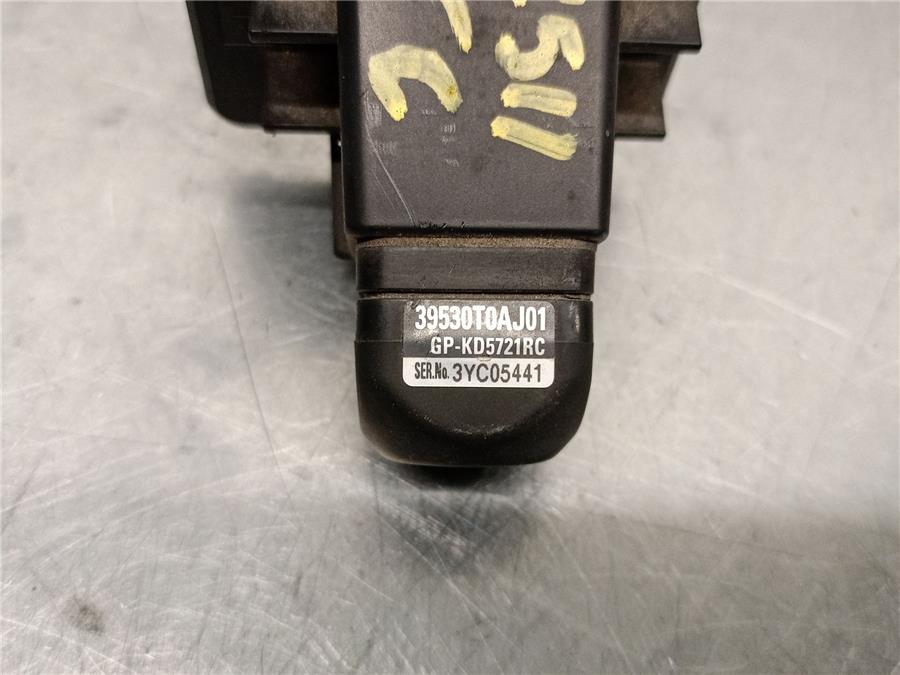 39530T0AJ01
GP-KD5721RC
SER.No. 3YC05441